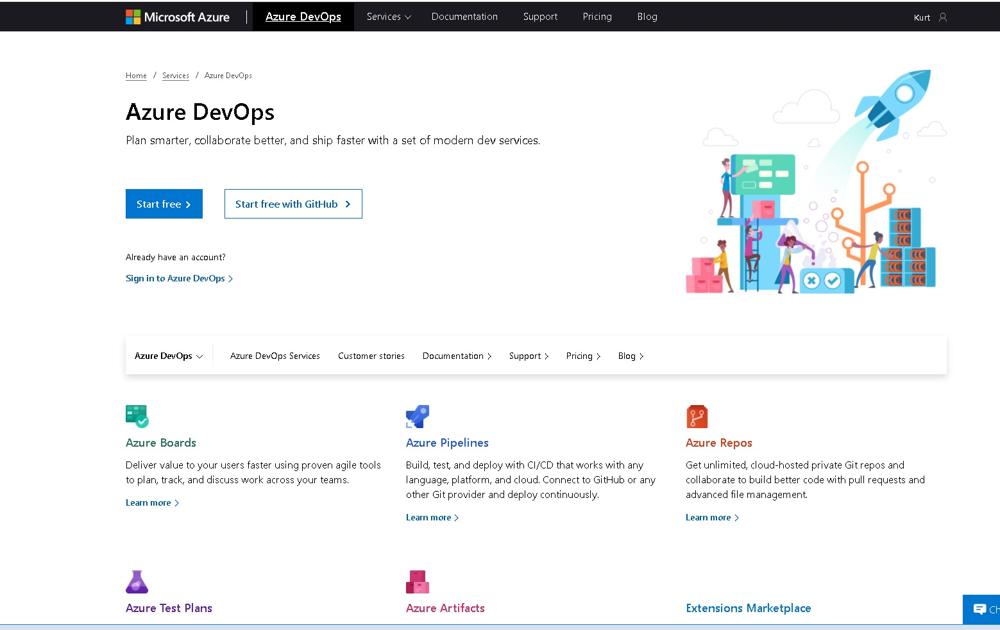 Microsoft Azure
Azure DevOps
Services
Documentation
Support
Pricing
Blog
Kurt
Home / Services / Azure DevOps
Azure DevOps
Plan smarter, collaborate better, and ship faster with a set of modern dev services.
Start free
Start free with GitHub
Already have an account?
Sign in to Azure DevOps
Azure DevOps
Azure DevOps Services
Customer stories
Documentation
Support
Pricing
Blog
Azure Boards
Deliver value to your users faster using proven agile tools
to plan, track, and discuss work across your teams.
Learn more
Azure Pipelines
Build, test, and deploy with CI/CD that works with any
language, platform, and cloud. Connect to GitHub or any
other Git provider and deploy continuously.
Learn more
Azure Repos
Get unlimited, cloud-hosted private Git repos and
collaborate to build better code with pull requests and
advanced file management.
Learn more
Azure Test Plans
Azure Artifacts
Extensions Marketplace